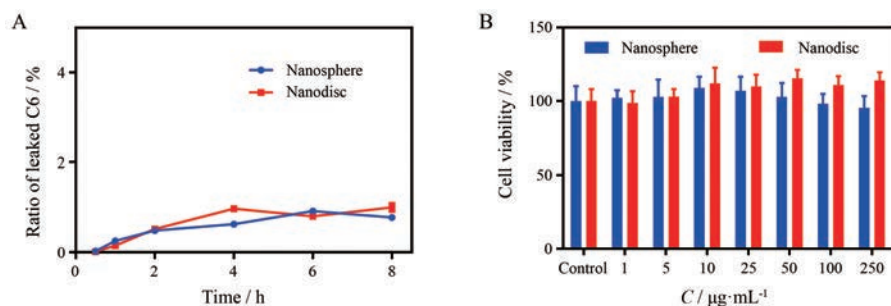 A
Ratio of leaked C6 / %
4
2
0
Nanosphere
Nanodisc
0 2 4 6 8
Time / h
B
Cell viability / %
150
100
50
0
Nanosphere Nanodisc
Control 1 5 10 25 50 100 250
C / μg·mL⁻¹